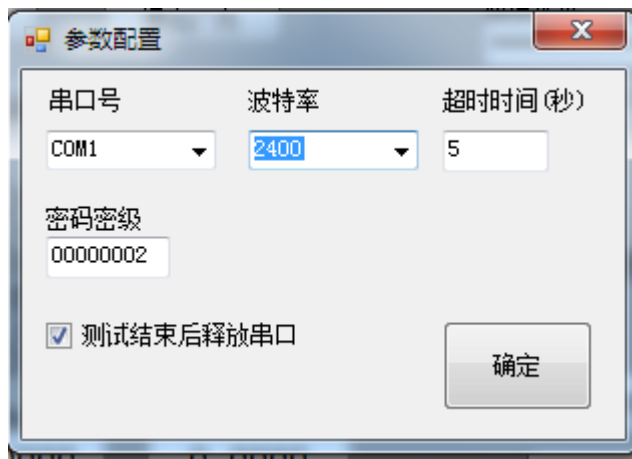 参数配置
串口号 波特率 超时时间(秒)
COM1 2400 5
密码密级
00000002
测试结束后释放串口
确定